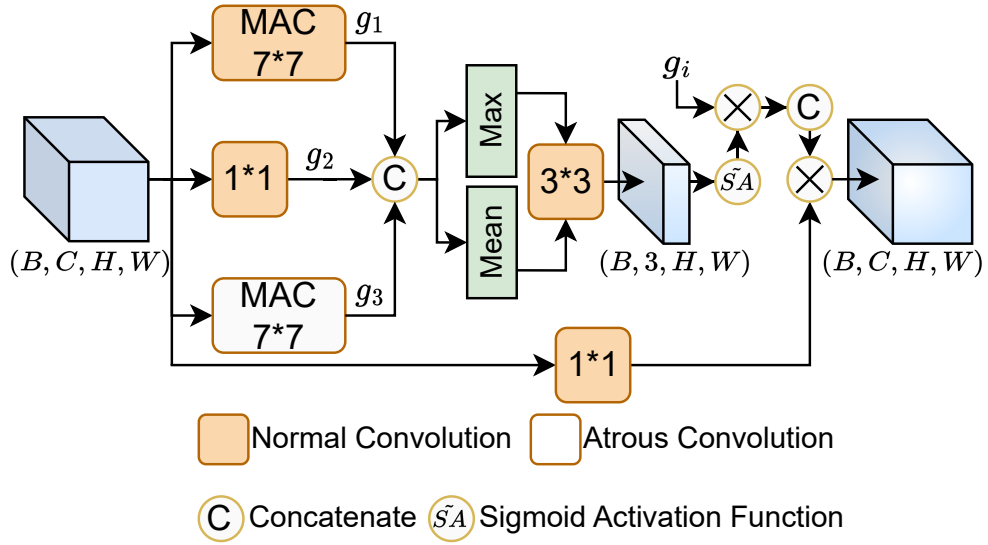 MAC
7*7
g₁
1*1
g₂
MAC
7*7
g₃
C
Max
Mean
3*3
gᵢ
×
C
S̃A
×
(B, C, H, W)
(B, 3, H, W)
(B, C, H, W)
1*1
Normal Convolution
Atrous Convolution
C Concatenate
S̃A Sigmoid Activation Function